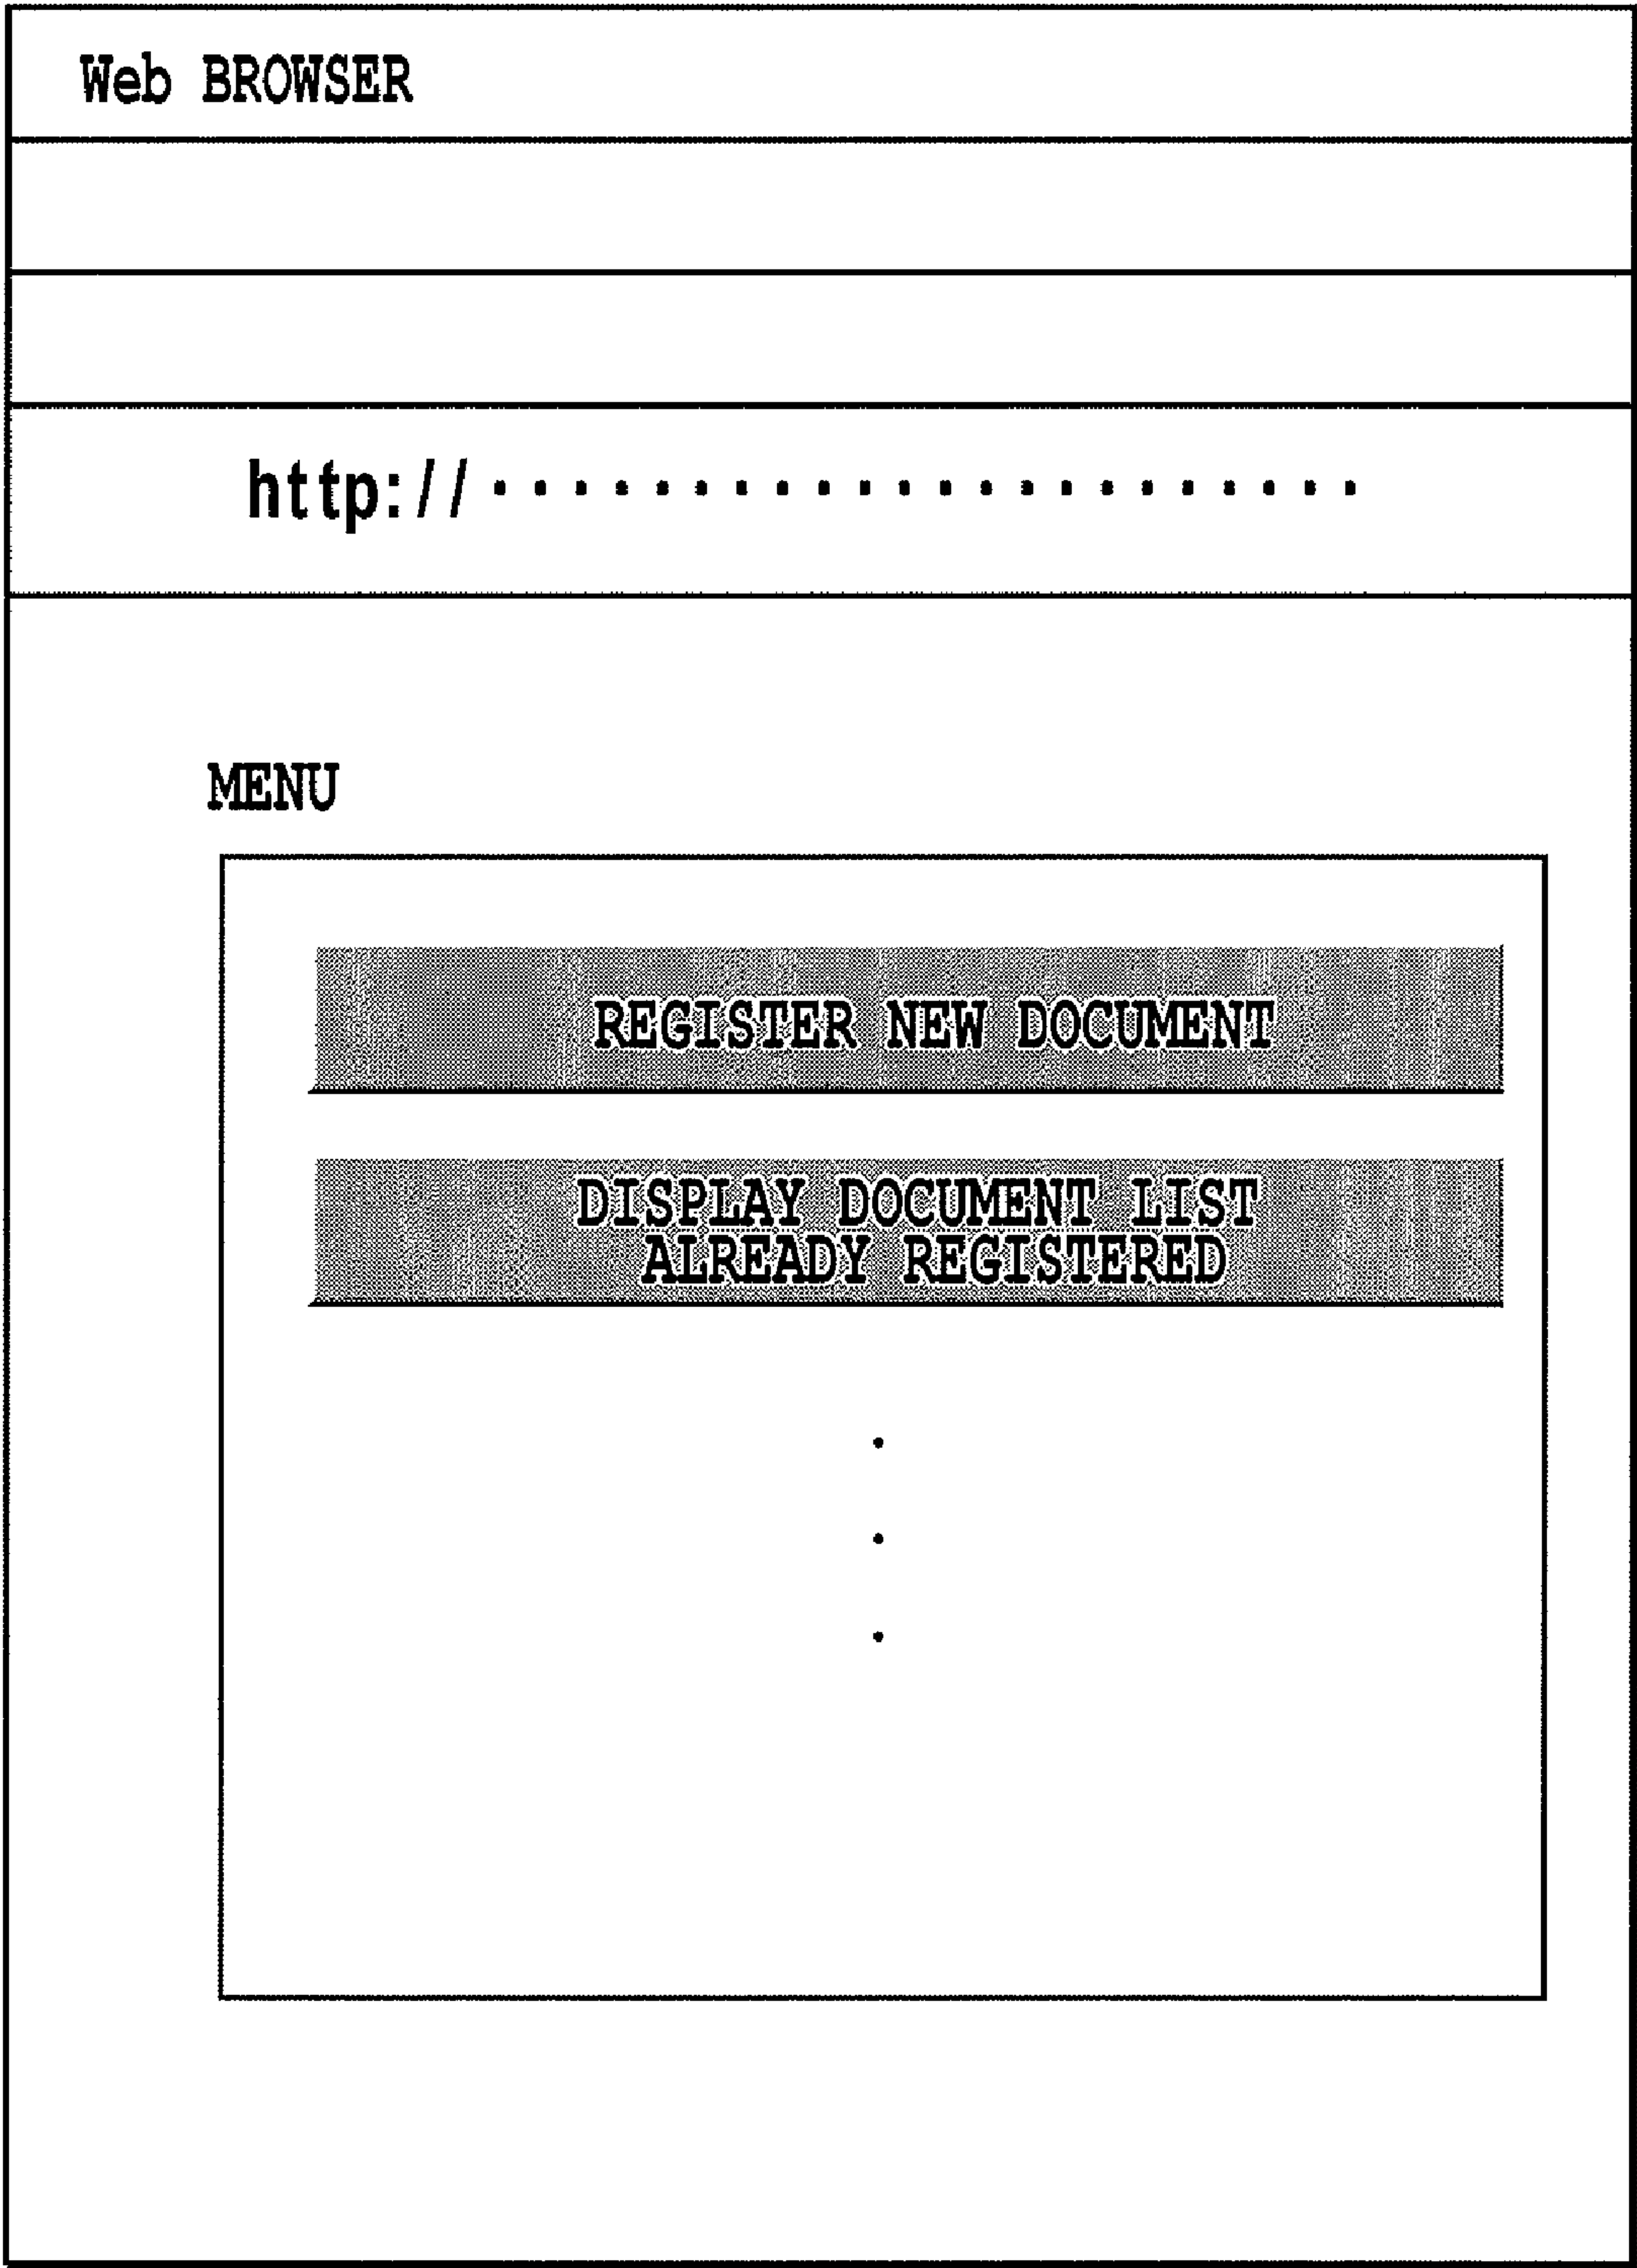 Web BROWSER
http://・・・・・・・・・・・・・・・・・・・・・・
MENU
REGISTER NEW DOCUMENT
DISPLAY DOCUMENT LIST
ALREADY REGISTERED